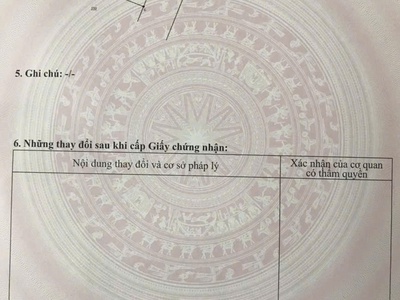 5. Ghi chú: -/-
6. Những thay đổi sau khi cấp Giấy chứng nhận:
Nội dung thay đổi và cơ sở pháp lý
Xác nhận của cơ quan
có thẩm quyền